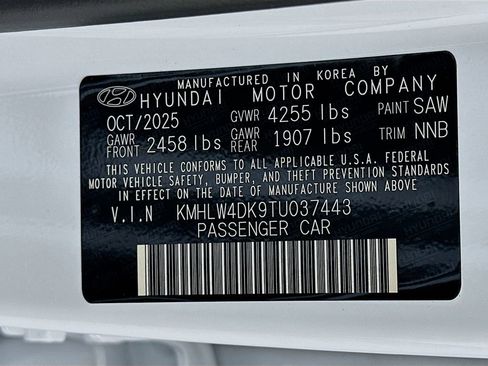 MANUFACTURED IN KOREA BY
HYUNDAI MOTOR COMPANY
OCT/2025 GVWR 4255 lbs PAINT SAW
GAWR FRONT 2458 lbs GAWR REAR 1907 lbs TRIM NNB
THIS VEHICLE CONFORMS TO ALL APPLICABLE U.S.A. FEDERAL
MOTOR VEHICLE SAFETY, BUMPER, AND THEFT PREVENTION STANDARDS
IN EFFECT ON THE DATE OF MANUFACTURE SHOWN ABOVE.
V.I.N KMHLW4DK9TU037443
PASSENGER CAR